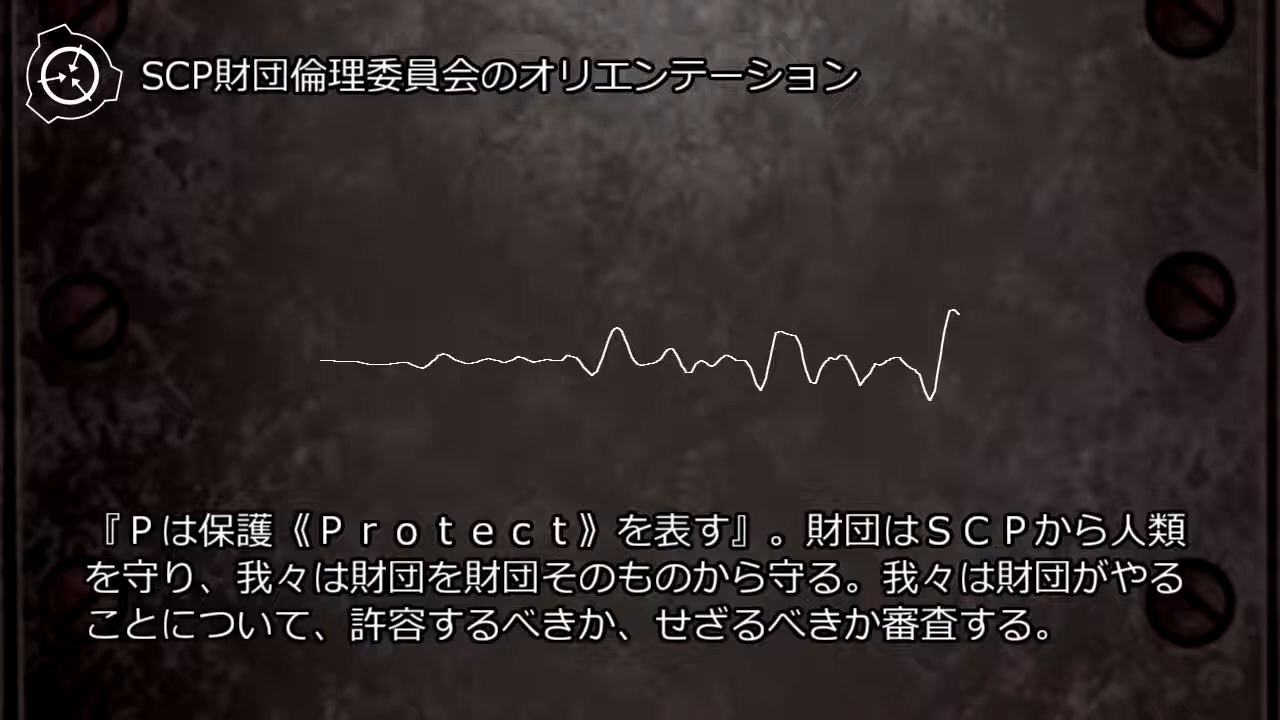 SCP財団倫理委員会のオリエンテーション
『Ｐは保護《Ｐｒｏｔｅｃｔ》を表す』。財団はＳＣＰから人類
を守り、我々は財団を財団そのものから守る。我々は財団がやる
ことについて、許容するべきか、せざるべきか審査する。